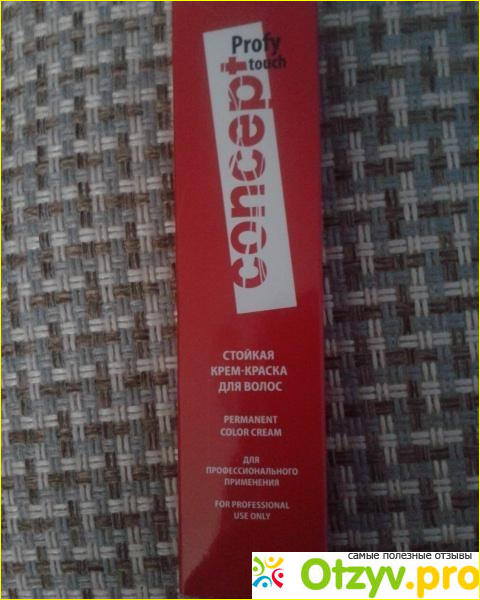 Profy
touch
concept
СТОЙКАЯ
КРЕМ-КРАСКА
ДЛЯ ВОЛОС
PERMANENT
COLOR CREAM
ДЛЯ
ПРОФЕССИОНАЛЬНОГО
ПРИМЕНЕНИЯ
FOR PROFESSIONAL
USE ONLY
самые полезные отзывы
Otzyv.pro